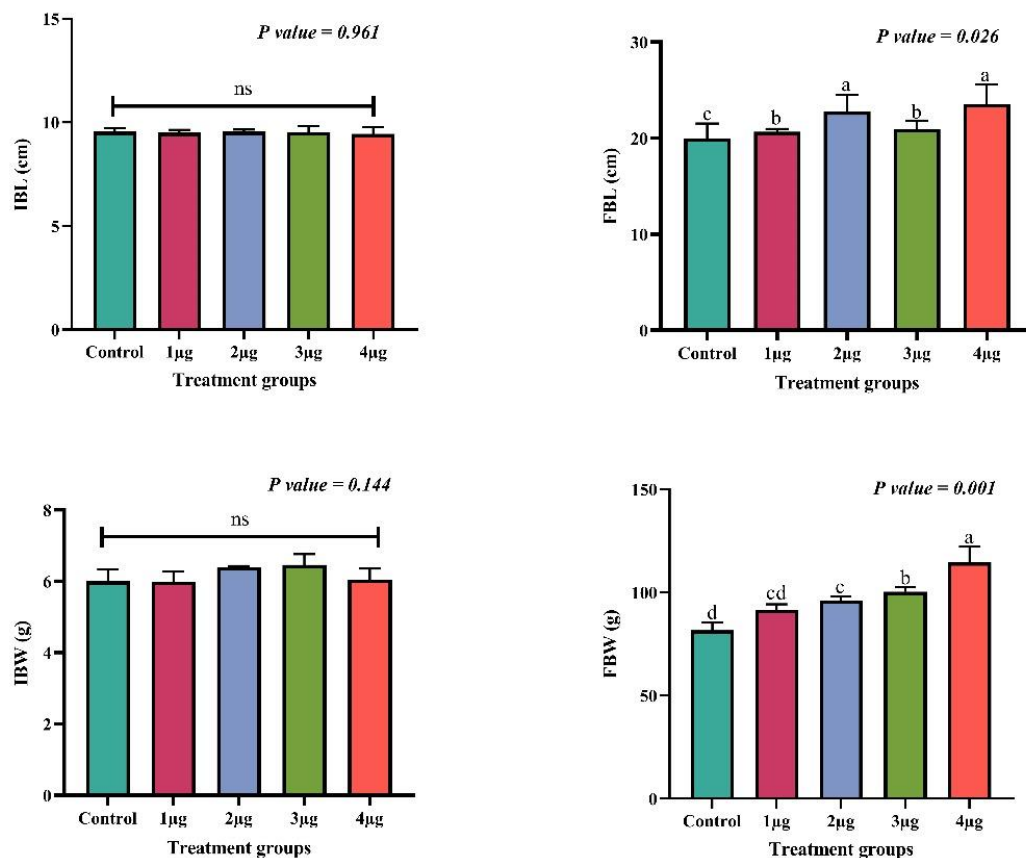 P value = 0.961
ns
IBL (cm)
15
10
5
0
Control 1µg 2µg 3µg 4µg
Treatment groups
P value = 0.026
FBL (cm)
30
20
10
0
c b a b a
Control 1µg 2µg 3µg 4µg
Treatment groups
P value = 0.144
ns
IBW (g)
8
6
4
2
0
Control 1µg 2µg 3µg 4µg
Treatment groups
P value = 0.001
FBW (g)
150
100
50
0
d cd c b a
Control 1µg 2µg 3µg 4µg
Treatment groups